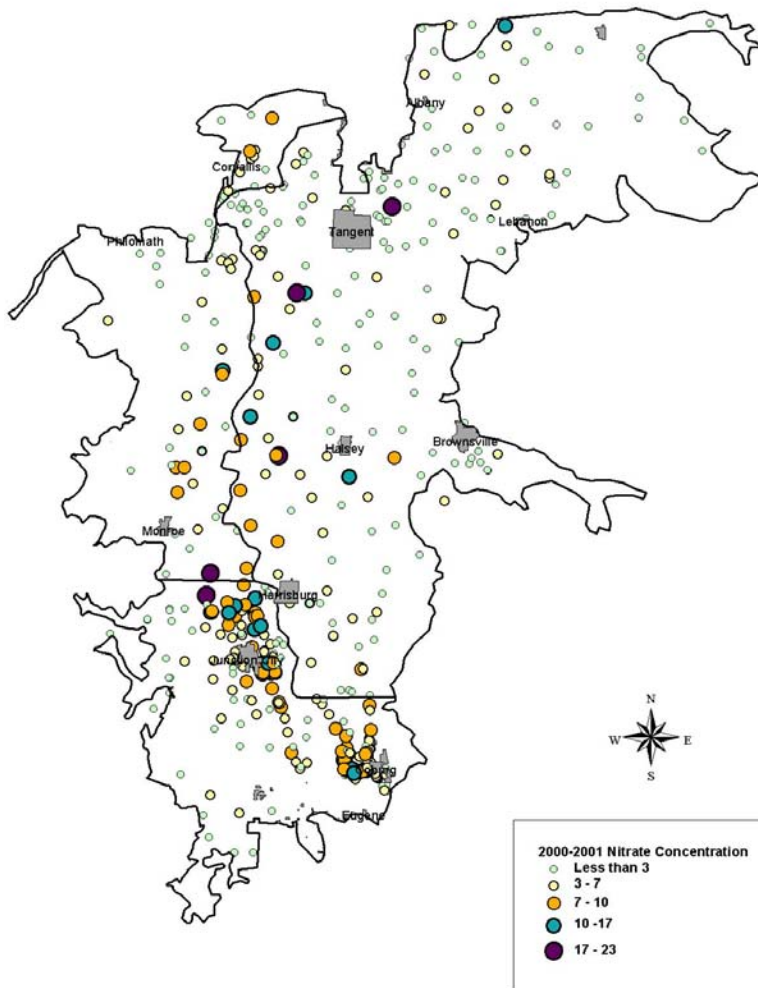 Albany
Corvallis
Lebanon
Tangent
Philomath
Halsey
Brownsville
Monroe
Harrisburg
Junction City
Coburg
Eugene
N
W E
S
2000-2001 Nitrate Concentration
Less than 3
3 - 7
7 - 10
10 -17
17 - 23